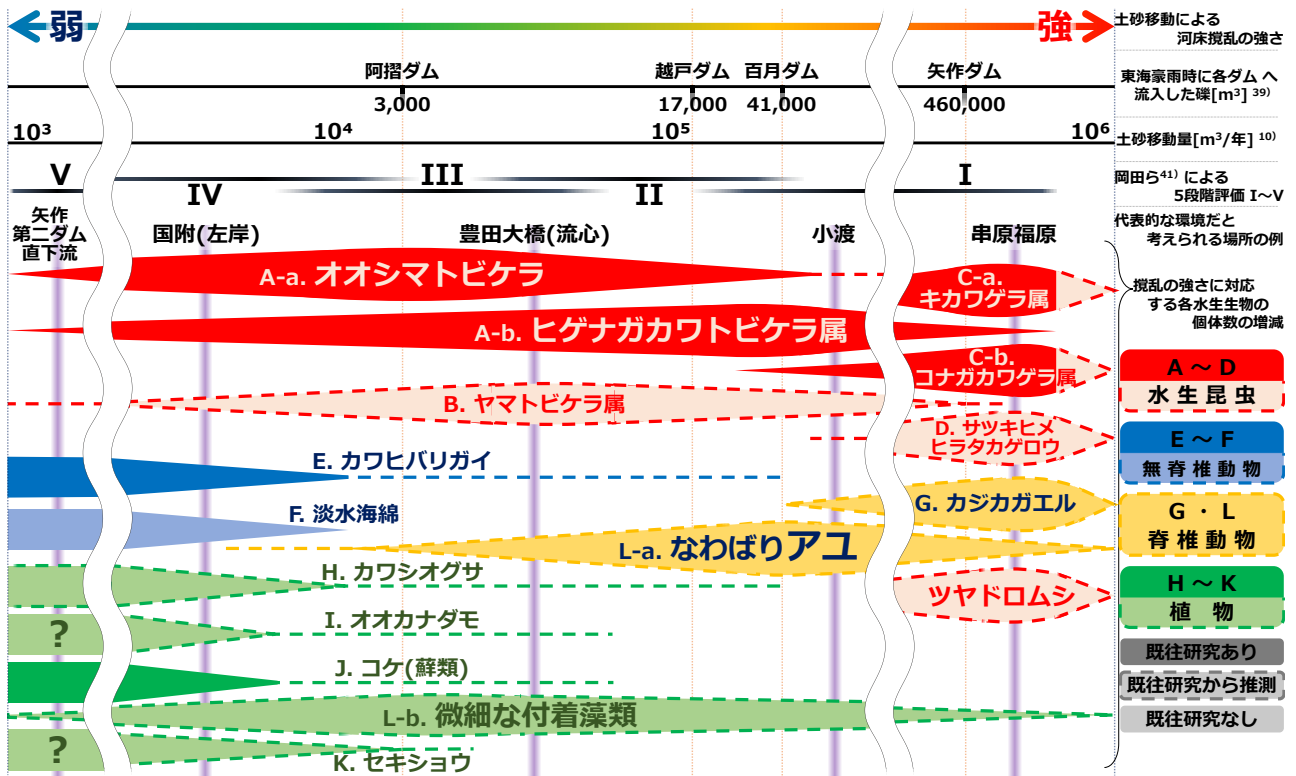 弱
強
土砂移動による
河床撹乱の強さ
阿摺ダム
越戸ダム
百月ダム
矢作ダム
東海豪雨時に各ダム へ
流入した礫[m³] ³⁹⁾
3,000
17,000
41,000
460,000
10³
10⁴
10⁵
10⁶
土砂移動量[m³/年] ¹⁰⁾
V
IV
III
II
I
岡田ら⁴¹⁾ による
5段階評価 I~V
矢作
第二ダム
直下流
国附(左岸)
豊田大橋(流心)
小渡
串原福原
代表的な環境だと
考えられる場所の例
A-a. オオシマトビケラ
C-a.
キカワゲラ属
撹乱の強さに対応
する各水生生物の
個体数の増減
A-b. ヒゲナガカワトビケラ属
C-b.
コナガカワゲラ属
A ~ D
水 生 昆 虫
B. ヤマトビケラ属
D. サツキヒメ
ヒラタカゲロウ
E ~ F
無 脊 椎 動 物
E. カワヒバリガイ
F. 淡水海綿
G. カジカガエル
G ・ L
脊 椎 動 物
L-a. なわばりアユ
H. カワシオグサ
ツヤドロムシ
H ~ K
植 物
?
I. オオカナダモ
既往研究あり
J. コケ(蘚類)
既往研究から推測
L-b. 微細な付着藻類
既往研究なし
?
K. セキショウ